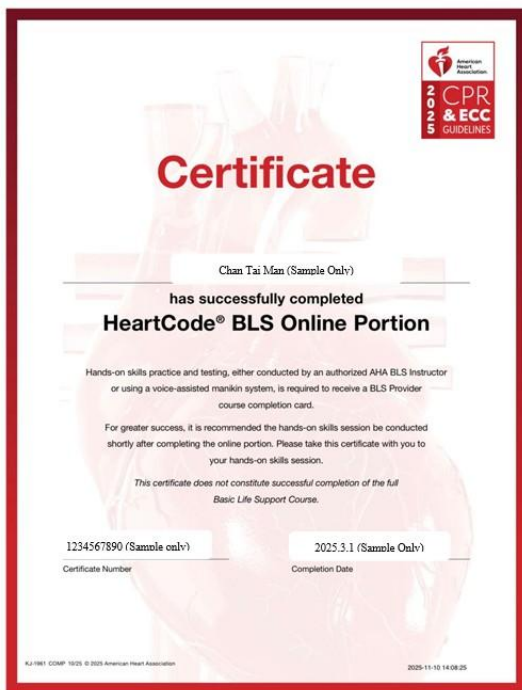 American
Heart
Association.
2025
CPR
& ECC
GUIDELINES
Certificate
Chan Tai Man (Sample Only)
has successfully completed
HeartCode® BLS Online Portion
Hands-on skills practice and testing, either conducted by an authorized AHA BLS Instructor
or using a voice-assisted manikin system, is required to receive a BLS Provider
course completion card.
For greater success, it is recommended the hands-on skills session be conducted
shortly after completing the online portion. Please take this certificate with you to
your hands-on skills session.
This certificate does not constitute successful completion of the full
Basic Life Support Course.
1234567890 (Sample only)
2025.3.1 (Sample Only)
Certificate Number
Completion Date
KJ-1961 COMP 10/25 © 2025 American Heart Association
2025-11-10 14:08:25